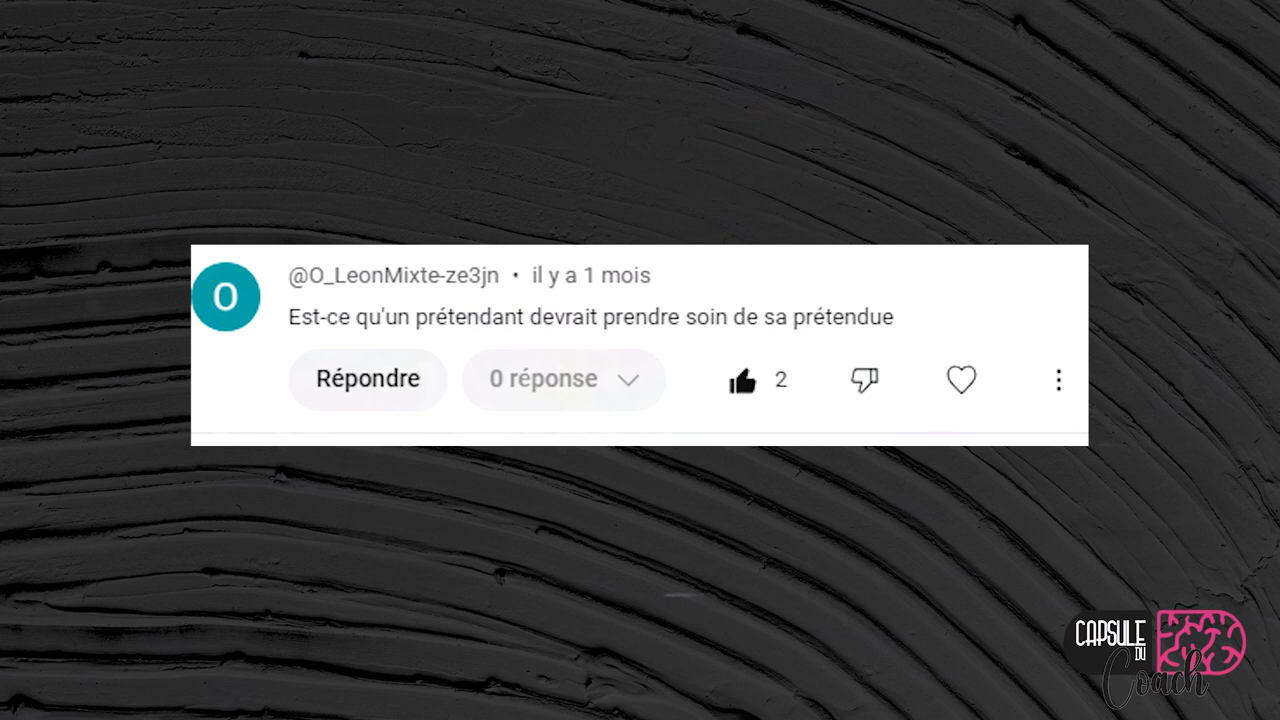 O
@O_LeonMixte-ze3jn • il y a 1 mois
Est-ce qu'un prétendant devrait prendre soin de sa prétendue
Répondre 0 réponse 2
CAPSULE
DU
Coach